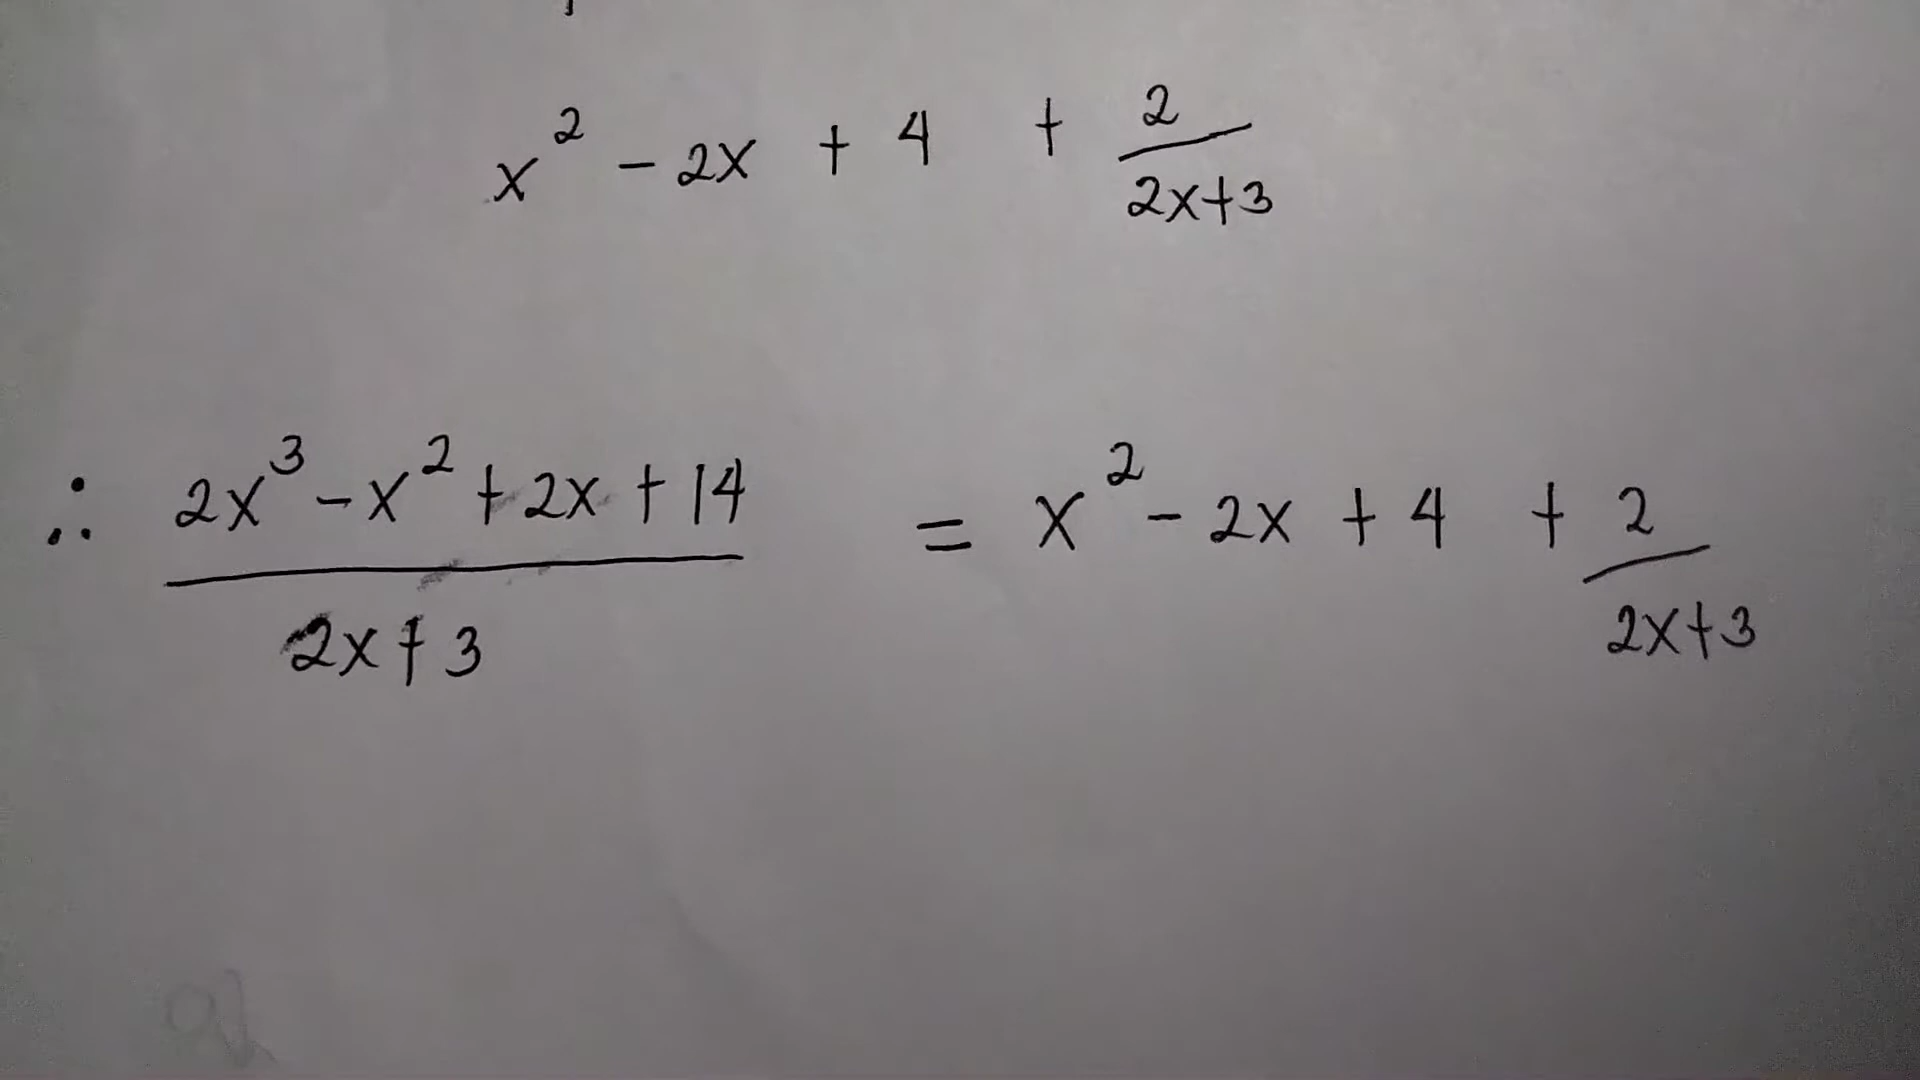 x² - 2x + 4 + 2/(2x+3)
∴ (2x³ - x² + 2x + 14)/(2x+3) = x² - 2x + 4 + 2/(2x+3)